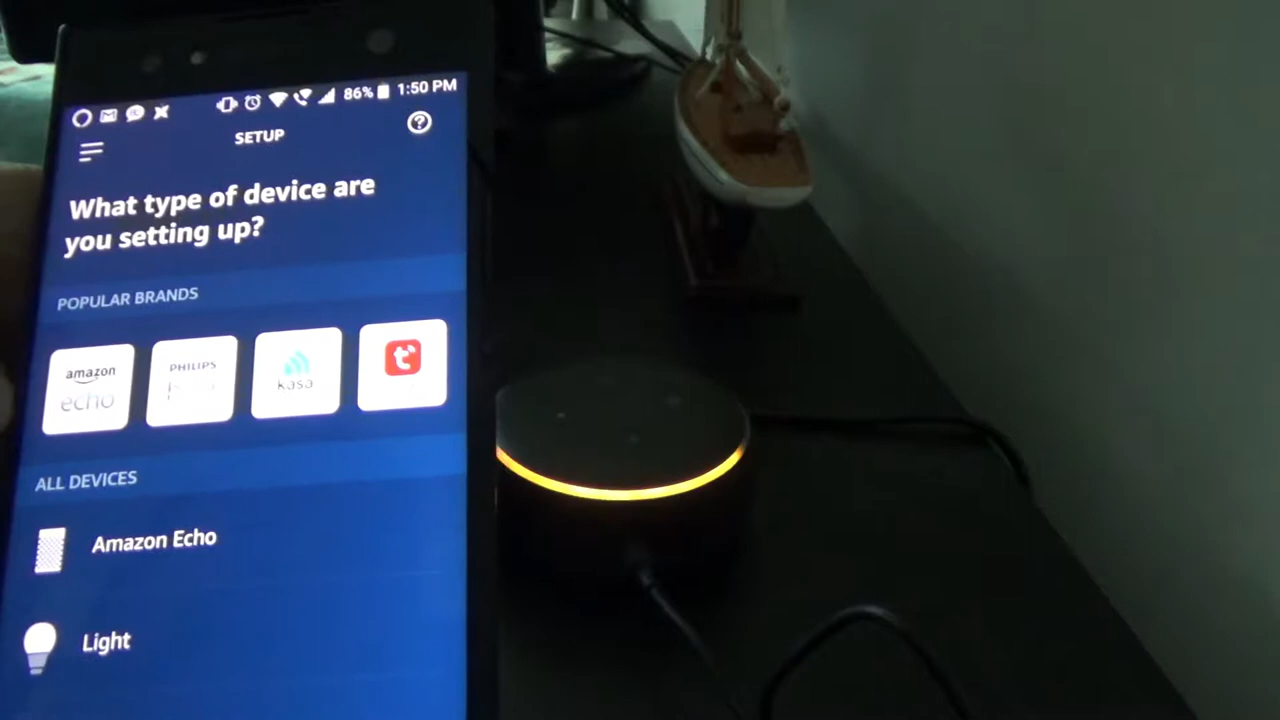 86% 1:50 PM
SETUP
?
What type of device are
you setting up?
POPULAR BRANDS
amazon
echo
PHILIPS
kasa
t
ALL DEVICES
Amazon Echo
Light